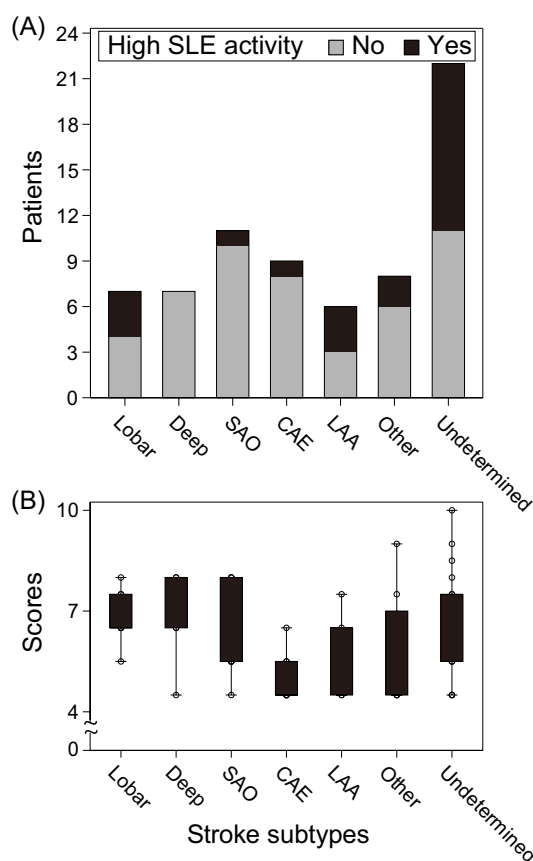 (A)
High SLE activity No Yes
24
21
18
15
12
9
6
3
0
Patients
Lobar Deep SAO CAE LAA Other Undetermined
(B)
10
7
4
0
Scores
Lobar Deep SAO CAE LAA Other Undetermineo
Stroke subtypes